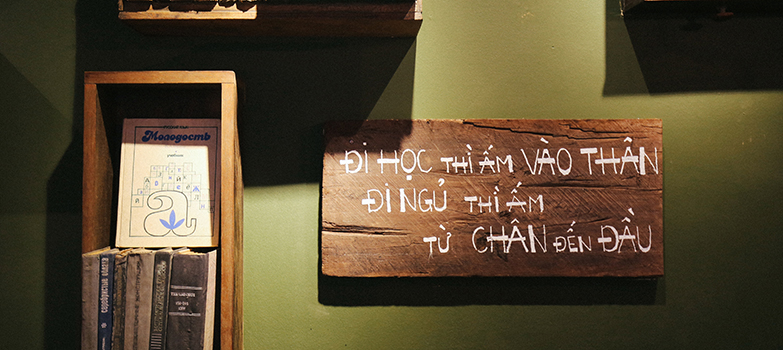 Молодость
ĐI HỌC THÌ ẤM VÀO THÂN
ĐI NGỦ THÌ ẤM
TỪ CHÂN ĐẾN ĐẦU